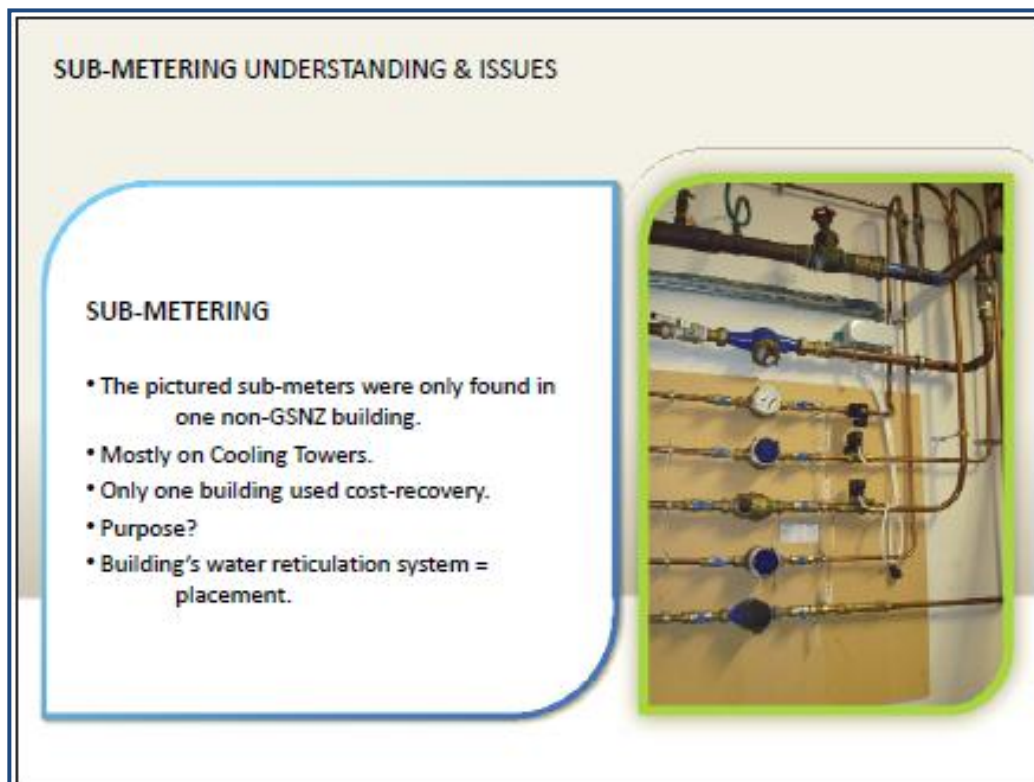 SUB-METERING UNDERSTANDING & ISSUES
SUB-METERING
• The pictured sub-meters were only found in
one non-GSNZ building.
• Mostly on Cooling Towers.
• Only one building used cost-recovery.
• Purpose?
• Building's water reticulation system =
placement.